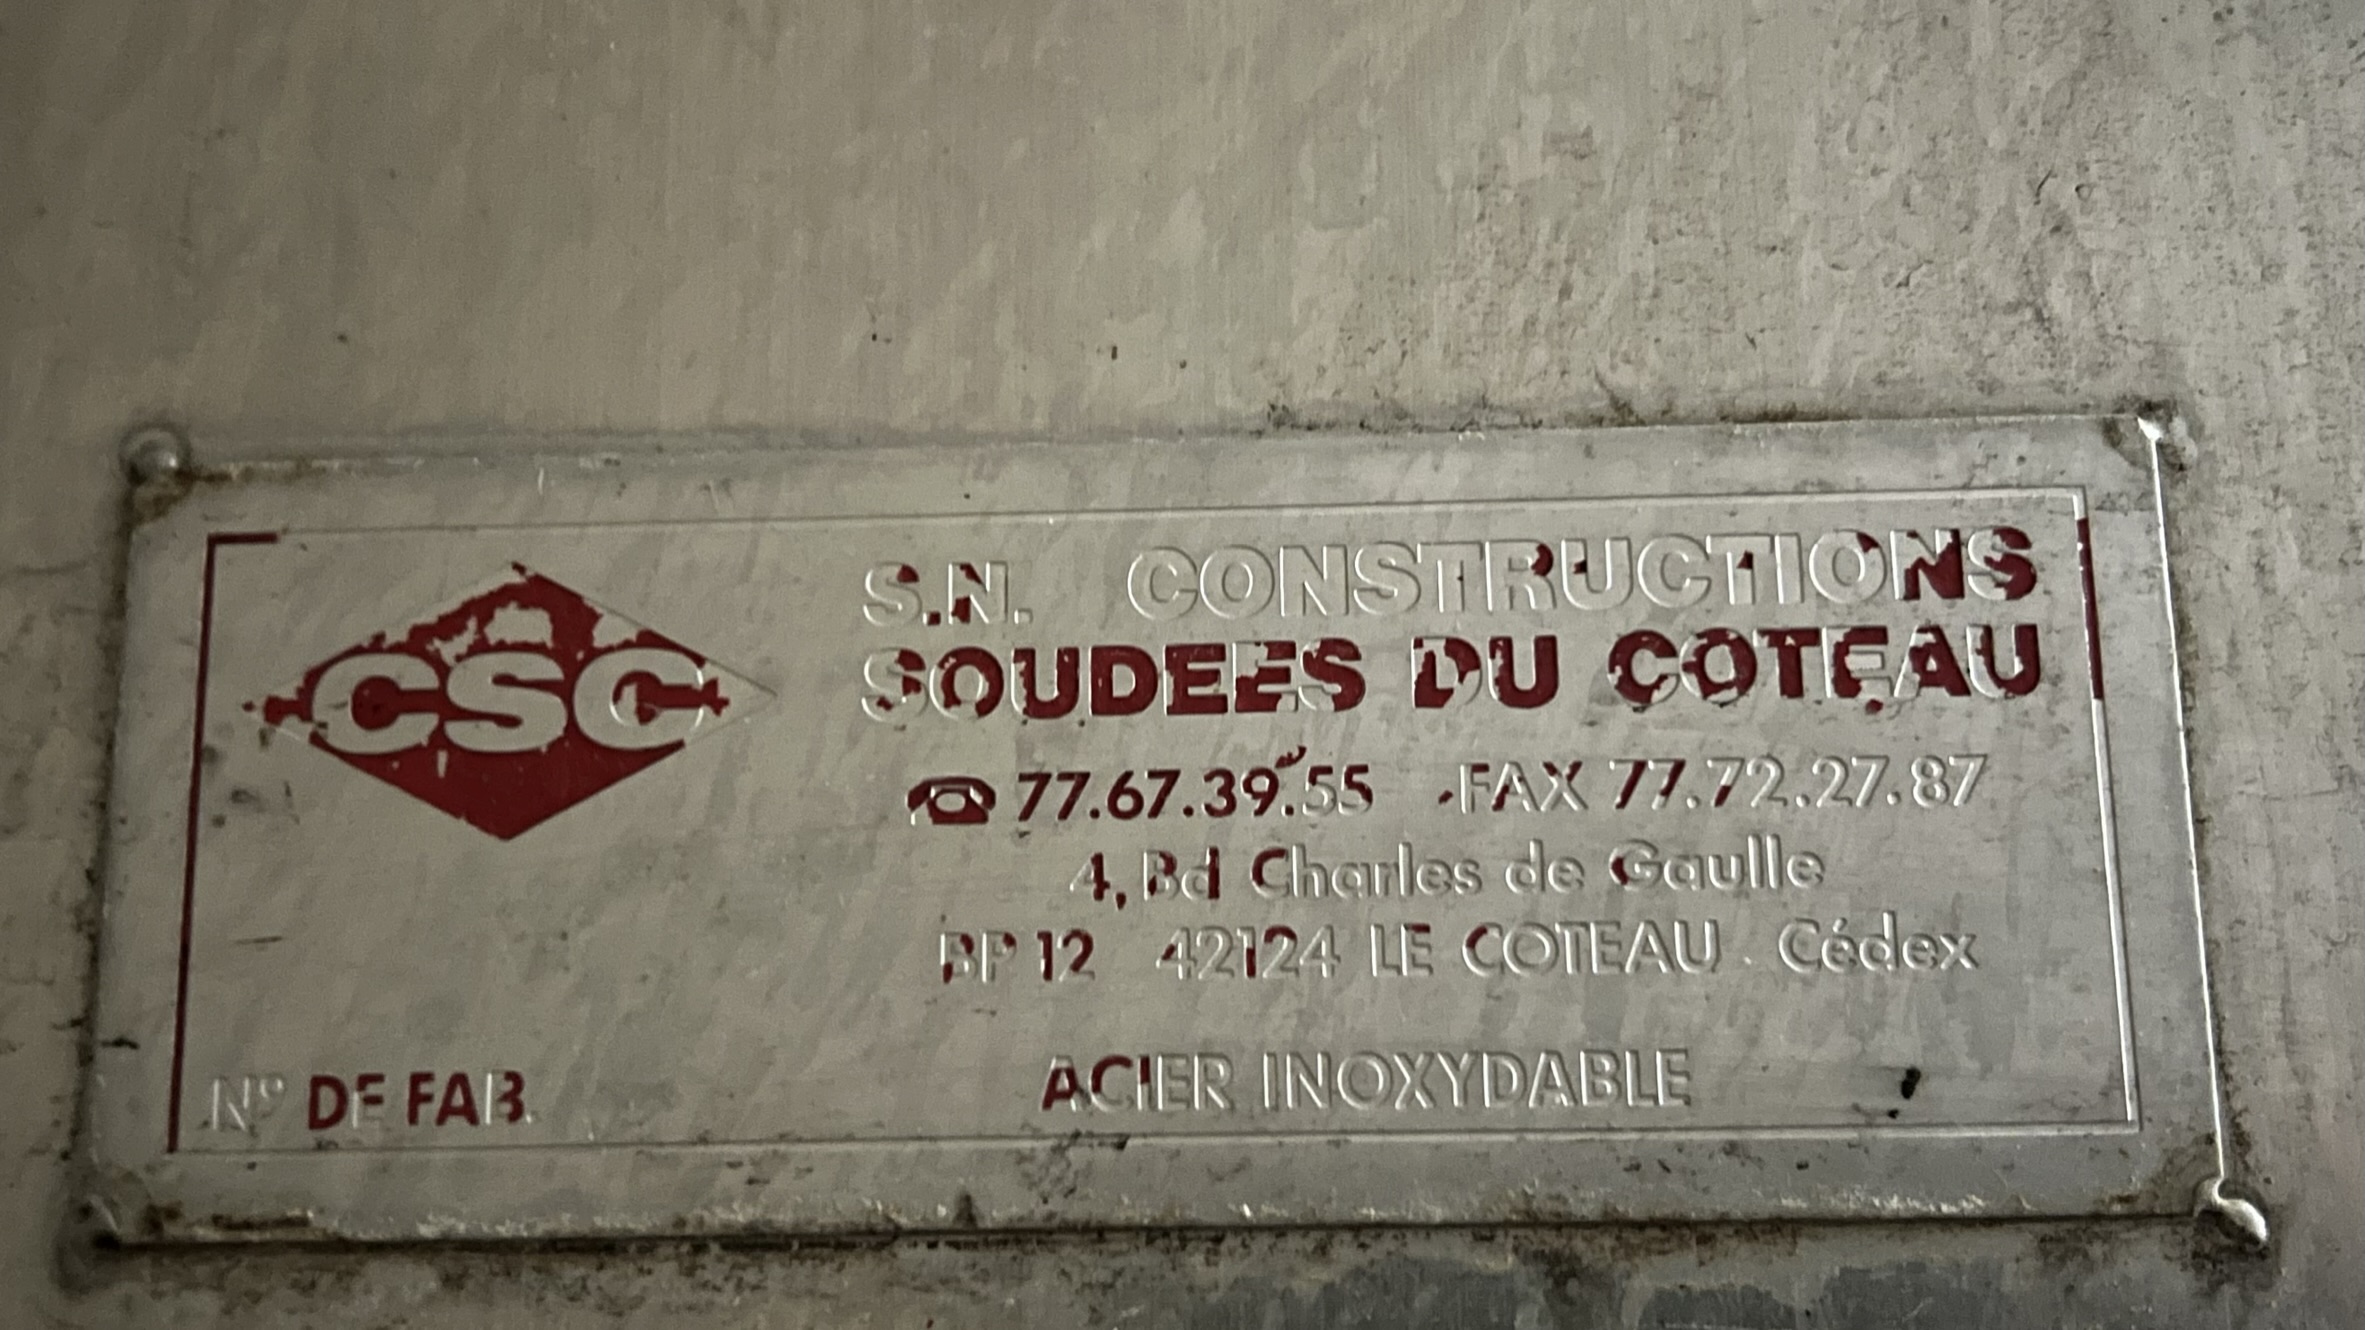 CSC
S.N. CONSTRUCTIONS
SOUDEES DU COTEAU
☎ 77.67.39.55 .FAX 77.72.27.87
4, Bd Charles de Gaulle
BP 12 42124 LE COTEAU . Cédex
N° DE FAB. ACIER INOXYDABLE